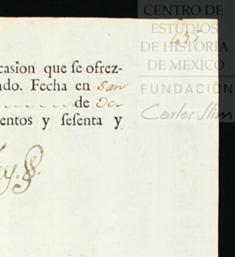 CENTRO DE
ESTUDIOS
DE HISTORIA
DE MEXICO
FUNDACIÓN
Carlos Slim
casion que se ofrez-
ado. Fecha en San
de Oc-
entos y sesenta y